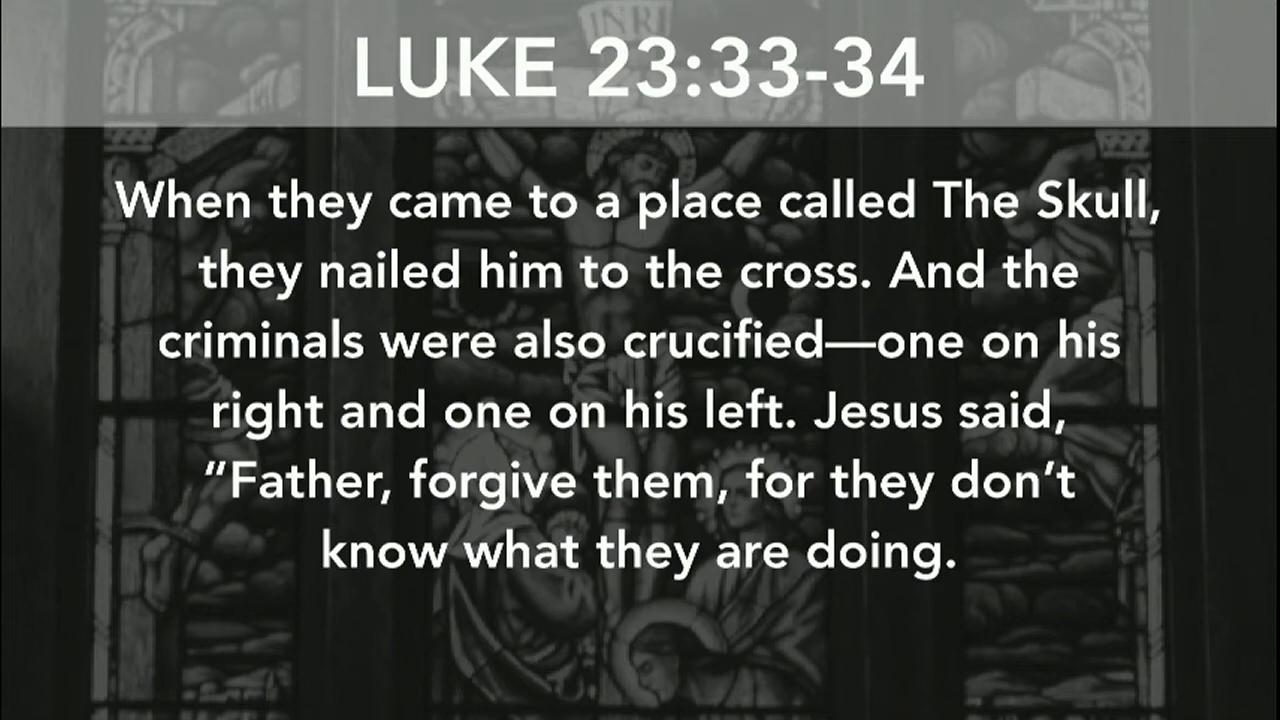 INRI
LUKE 23:33-34
When they came to a place called The Skull,
they nailed him to the cross. And the
criminals were also crucified—one on his
right and one on his left. Jesus said,
“Father, forgive them, for they don’t
know what they are doing.